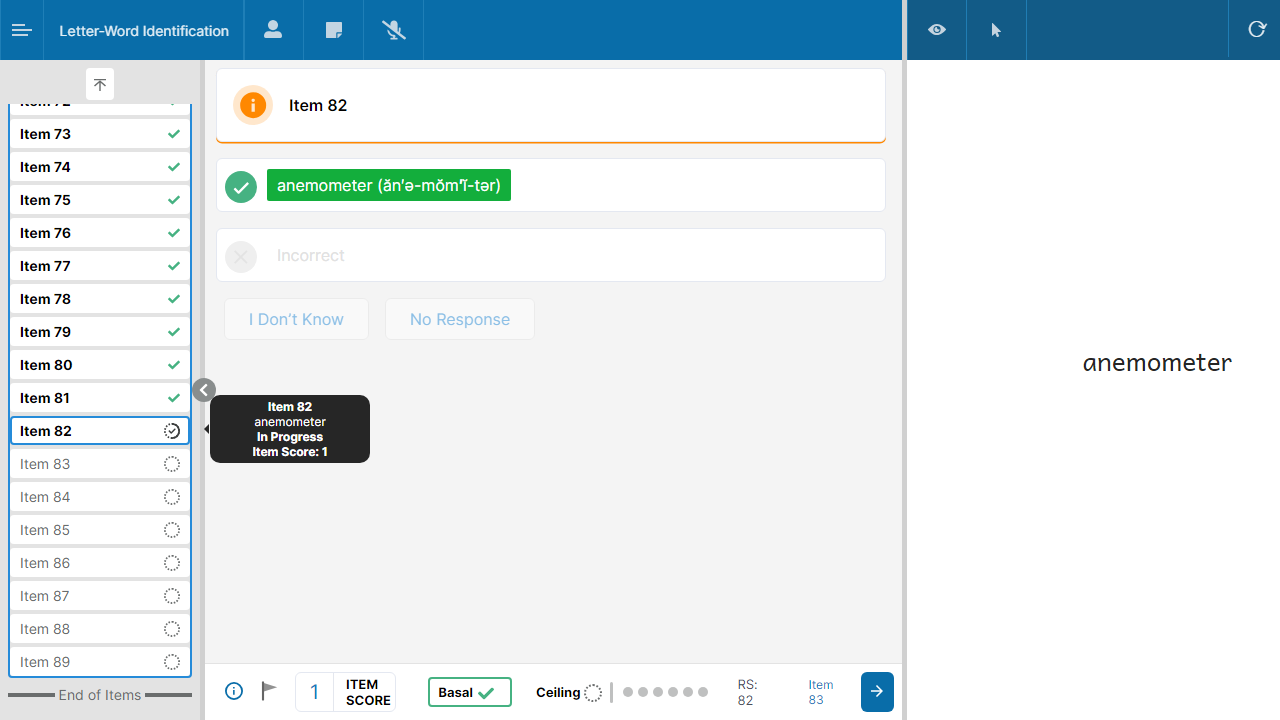 Letter-Word Identification
Item 72
Item 73
Item 74
Item 75
Item 76
Item 77
Item 78
Item 79
Item 80
Item 81
Item 82
Item 83
Item 84
Item 85
Item 86
Item 87
Item 88
Item 89
End of Items
Item 82
anemometer (ăn′ə-mŏm′ĭ-tər)
Incorrect
I Don't Know
No Response
Item 82
anemometer
In Progress
Item Score: 1
1
ITEM
SCORE
Basal
Ceiling
RS:
82
Item
83
anemometer